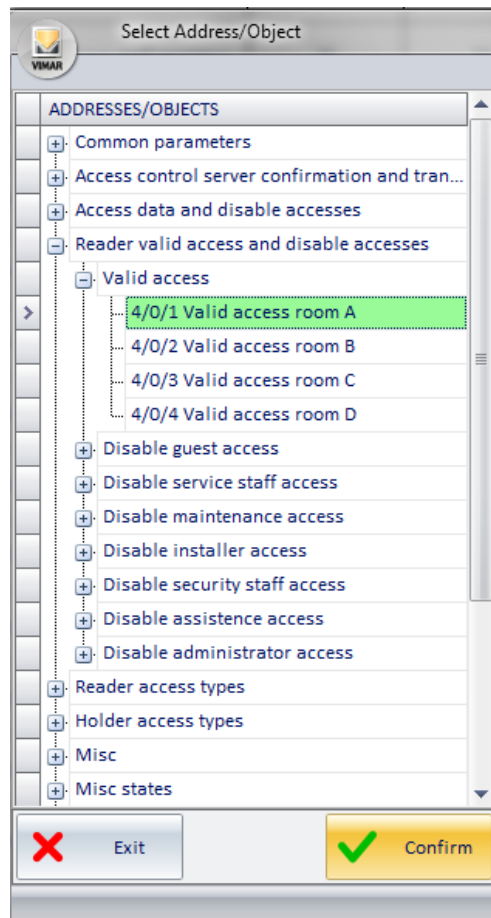 Select Address/Object
VIMAR
ADDRESSES/OBJECTS
Common parameters
Access control server confirmation and tran...
Access data and disable accesses
Reader valid access and disable accesses
Valid access
4/0/1 Valid access room A
4/0/2 Valid access room B
4/0/3 Valid access room C
4/0/4 Valid access room D
Disable guest access
Disable service staff access
Disable maintenance access
Disable installer access
Disable security staff access
Disable assistence access
Disable administrator access
Reader access types
Holder access types
Misc
Misc states
Exit
Confirm